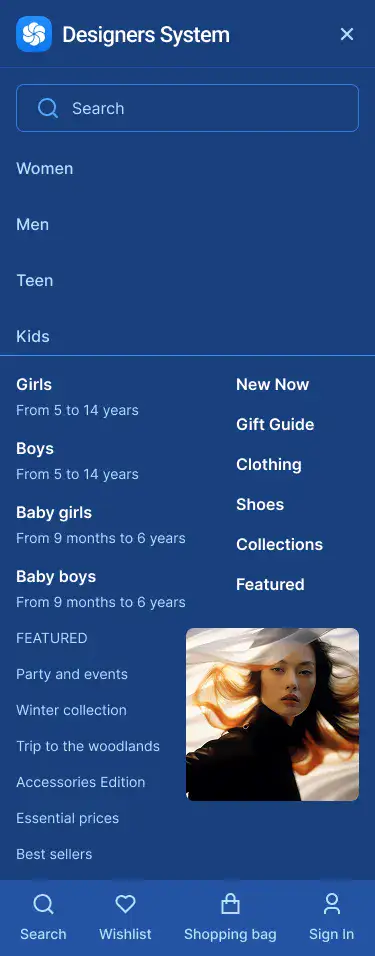 Designers System
Search
Women
Men
Teen
Kids
Girls
From 5 to 14 years
Boys
From 5 to 14 years
Baby girls
From 9 months to 6 years
Baby boys
From 9 months to 6 years
New Now
Gift Guide
Clothing
Shoes
Collections
Featured
FEATURED
Party and events
Winter collection
Trip to the woodlands
Accessories Edition
Essential prices
Best sellers
Search
Wishlist
Shopping bag
Sign In